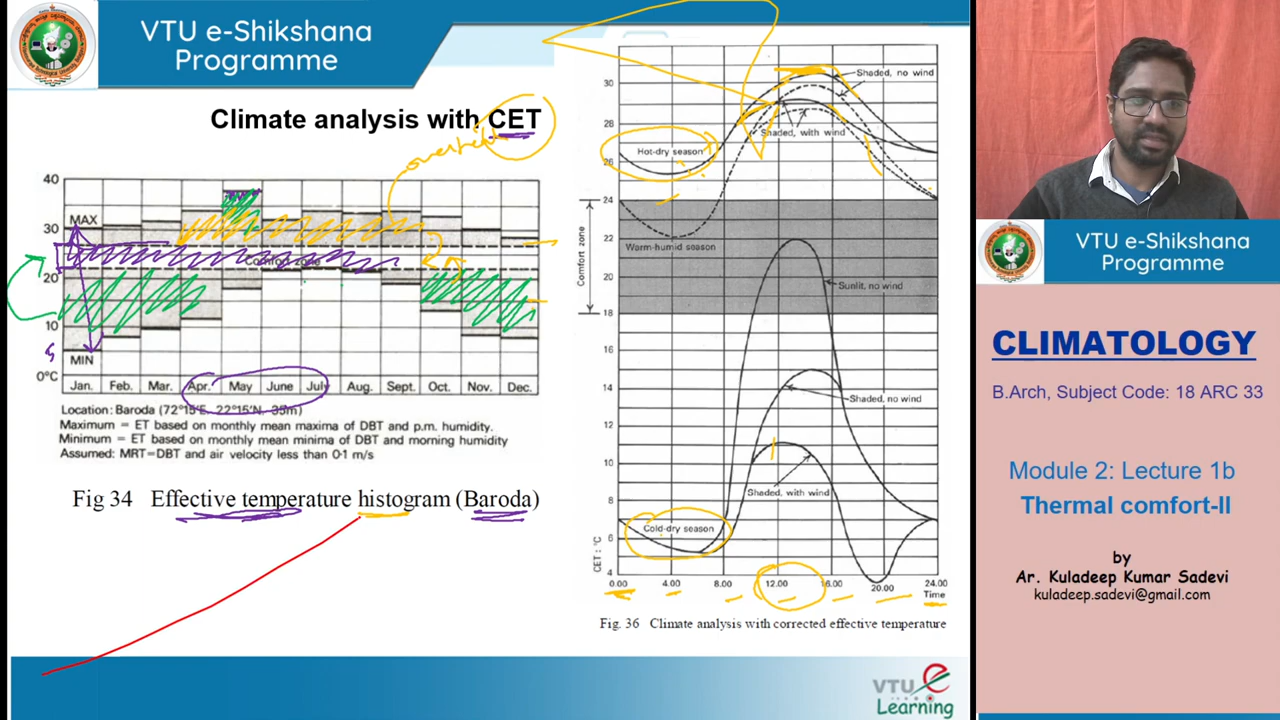 VTU e-Shikshana
Programme
Climate analysis with CET
overheated
40
30
20
10
0°C
MAX
MIN
Comfort zone
5
Jan. Feb. Mar. Apr. May June July Aug. Sept. Oct. Nov. Dec.
Location: Baroda (72°15'E, 22°15'N, 35m)
Maximum = ET based on monthly mean maxima of DBT and p.m. humidity.
Minimum = ET based on monthly mean minima of DBT and morning humidity
Assumed: MRT=DBT and air velocity less than 0·1 m/s
Fig 34 Effective temperature histogram (Baroda)
30
28
26
24
22
20
18
16
14
12
10
8
6
4
CET : °C
Comfort zone
Shaded, no wind
Shaded, with wind
Hot-dry season
Warm-humid season
Sunlit, no wind
Shaded, no wind
Shaded, with wind
Cold-dry season
0.00 4.00 8.00 12.00 16.00 20.00 24.00
Time
Fig. 36 Climate analysis with corrected effective temperature
VTU e
Learning
VTU e-Shikshana
Programme
CLIMATOLOGY
B.Arch, Subject Code: 18 ARC 33
Module 2: Lecture 1b
Thermal comfort-II
by
Ar. Kuladeep Kumar Sadevi
kuladeep.sadevi@gmail.com